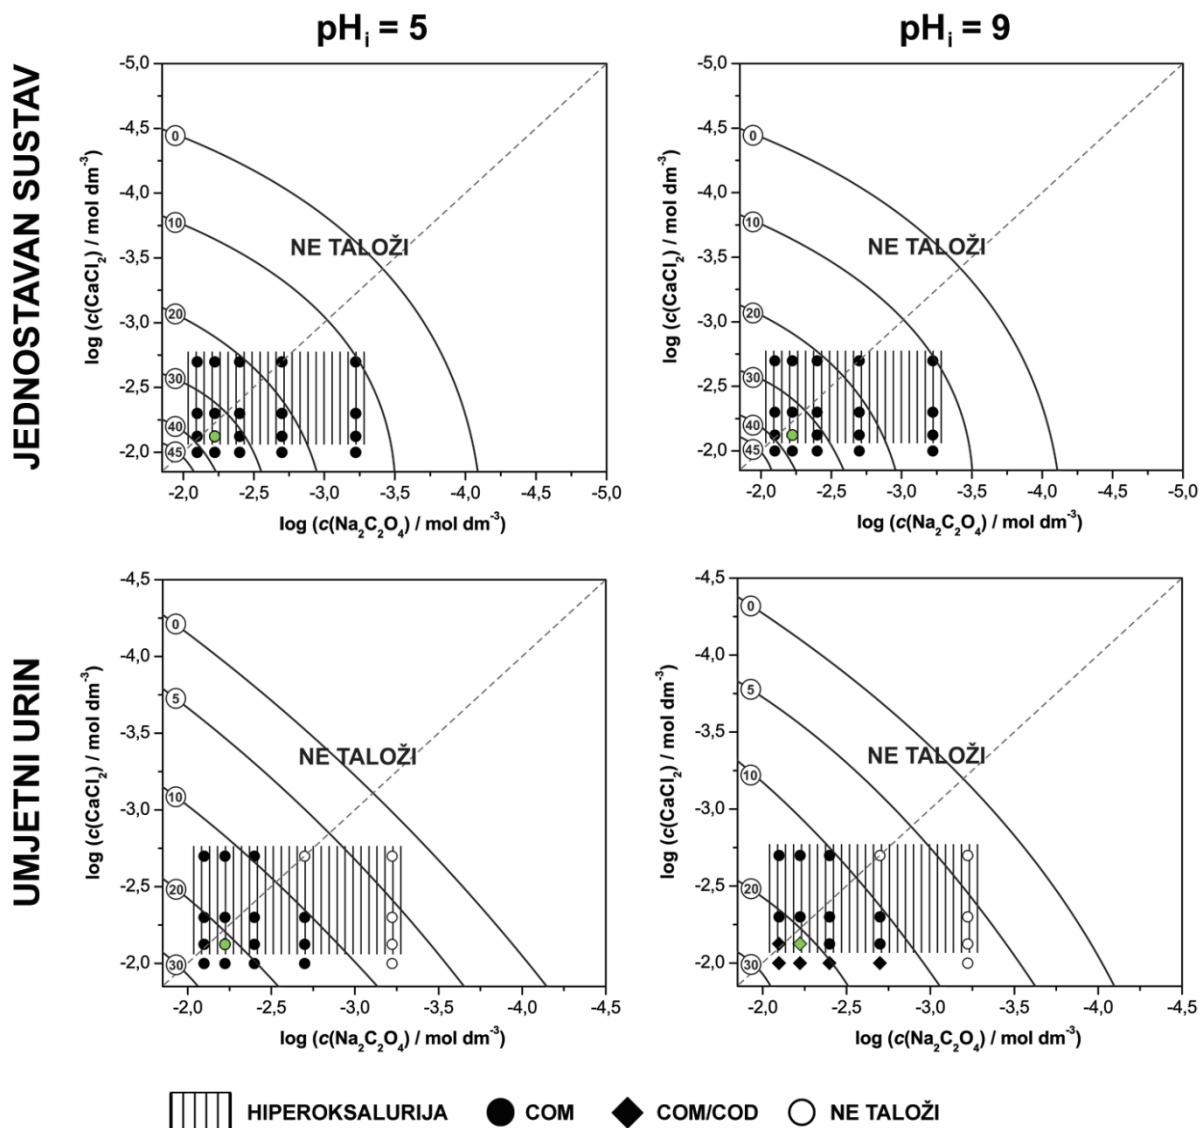 pHi = 5
pHi = 9
JEDNOSTAVAN SUSTAV
-5,0
-4,5
-4,0
-3,5
-3,0
-2,5
-2,0
log (c(CaCl2) / mol dm-3)
0
10
20
30
40
45
NE TALOŽI
-2,0 -2,5 -3,0 -3,5 -4,0 -4,5 -5,0
log (c(Na2C2O4) / mol dm-3)
-5,0
-4,5
-4,0
-3,5
-3,0
-2,5
-2,0
log (c(CaCl2) / mol dm-3)
0
10
20
30
40
45
NE TALOŽI
-2,0 -2,5 -3,0 -3,5 -4,0 -4,5 -5,0
log (c(Na2C2O4) / mol dm-3)
UMJETNI URIN
-4,5
-4,0
-3,5
-3,0
-2,5
-2,0
log (c(CaCl2) / mol dm-3)
0
5
10
20
30
NE TALOŽI
-2,0 -2,5 -3,0 -3,5 -4,0 -4,5
log (c(Na2C2O4) / mol dm-3)
-4,5
-4,0
-3,5
-3,0
-2,5
-2,0
log (c(CaCl2) / mol dm-3)
0
5
10
20
30
NE TALOŽI
-2,0 -2,5 -3,0 -3,5 -4,0 -4,5
log (c(Na2C2O4) / mol dm-3)
HIPEROKSALURIJA COM COM/COD NE TALOŽI